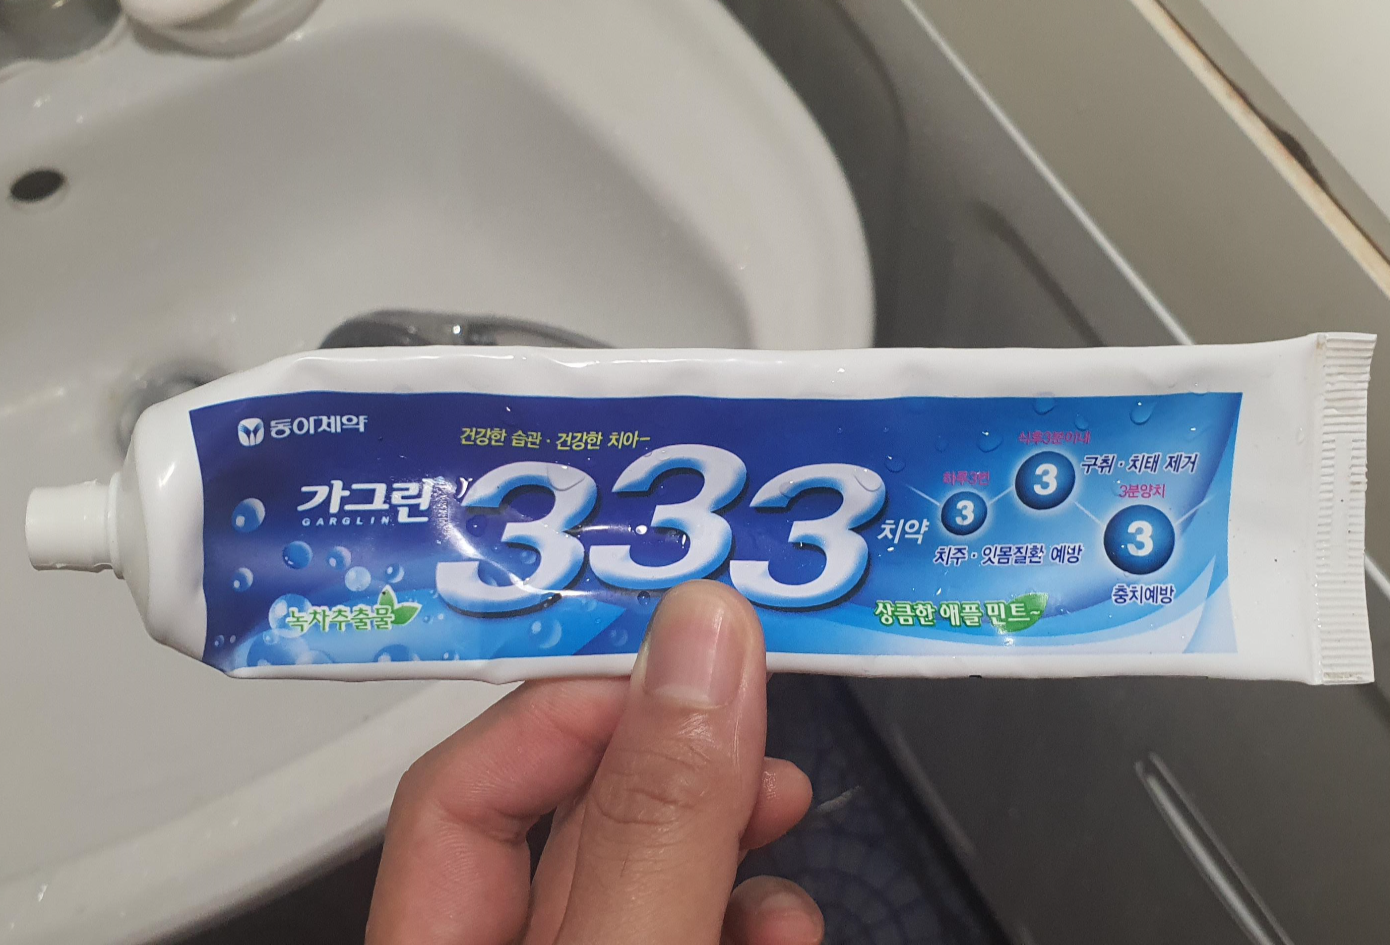 동아제약
건강한 습관 · 건강한 치아~
가그린
GARGLIN
333
치약
하루3번
3
식후3분이내
3
구취 · 치태 제거
3분양치
3
치주 · 잇몸질환 예방
충치예방
녹차추출물
상큼한 애플 민트~